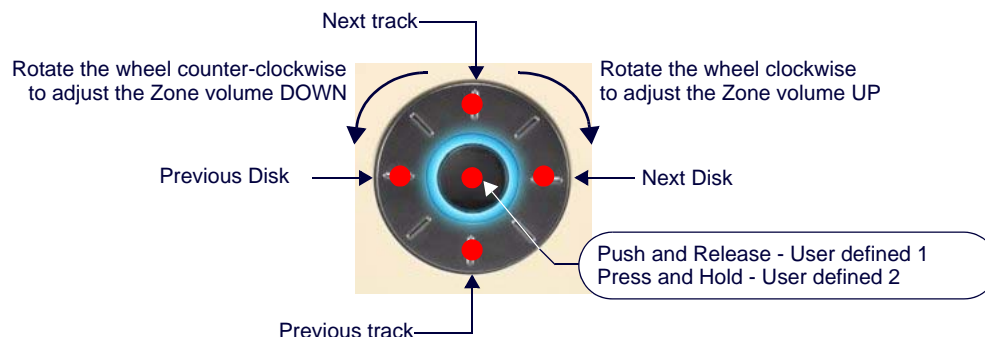 Next track
Rotate the wheel counter-clockwise
to adjust the Zone volume DOWN
Rotate the wheel clockwise
to adjust the Zone volume UP
Previous Disk
Next Disk
Push and Release - User defined 1
Press and Hold - User defined 2
Previous track